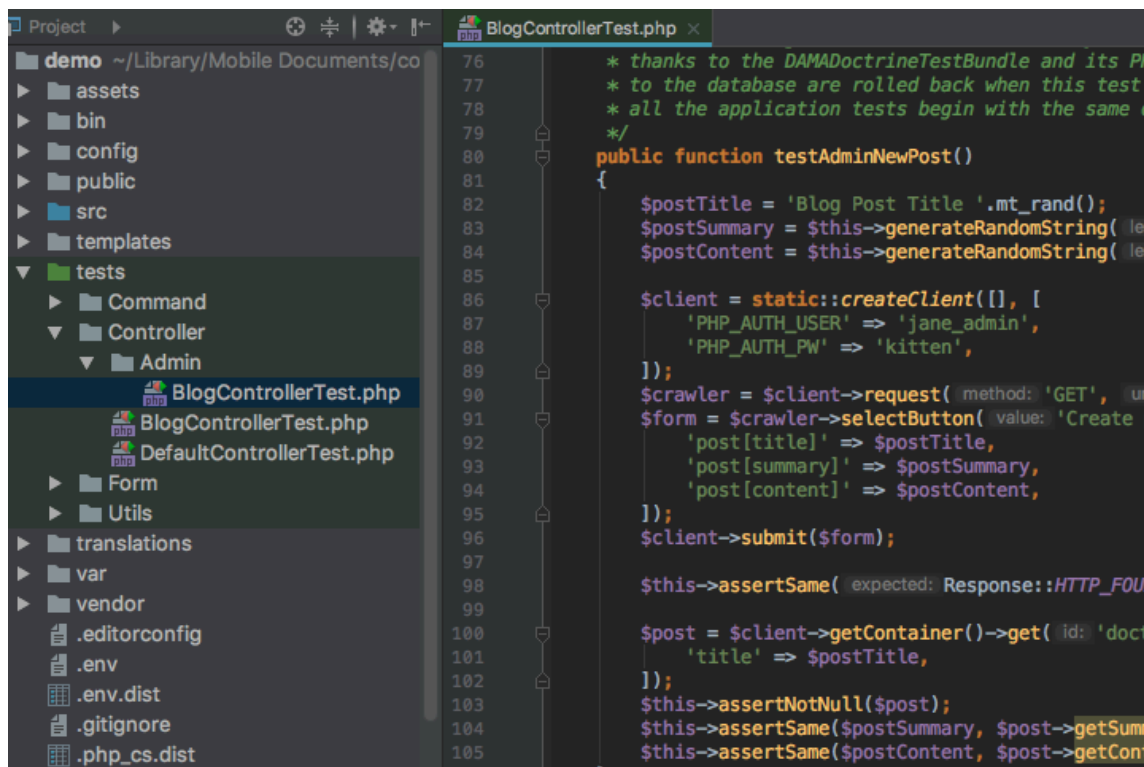 Project
demo ~/Library/Mobile Documents/co
assets
bin
config
public
src
templates
tests
Command
Controller
Admin
BlogControllerTest.php
BlogControllerTest.php
DefaultControllerTest.php
Form
Utils
translations
var
vendor
.editorconfig
.env
.env.dist
.gitignore
.php_cs.dist
BlogControllerTest.php
76 * thanks to the DAMADoctrineTestBundle and its P
77 * to the database are rolled back when this test
78 * all the application tests begin with the same
79 */
80 public function testAdminNewPost()
81 {
82 $postTitle = 'Blog Post Title '.mt_rand();
83 $postSummary = $this->generateRandomString( le
84 $postContent = $this->generateRandomString( le
85
86 $client = static::createClient([], [
87 'PHP_AUTH_USER' => 'jane_admin',
88 'PHP_AUTH_PW' => 'kitten',
89 ]);
90 $crawler = $client->request( method: 'GET', u
91 $form = $crawler->selectButton( value: 'Create
92 'post[title]' => $postTitle,
93 'post[summary]' => $postSummary,
94 'post[content]' => $postContent,
95 ]);
96 $client->submit($form);
97
98 $this->assertSame( expected: Response::HTTP_FOU
99
100 $post = $client->getContainer()->get( id: 'doct
101 'title' => $postTitle,
102 ]);
103 $this->assertNotNull($post);
104 $this->assertSame($postSummary, $post->getSum
105 $this->assertSame($postContent, $post->getCon